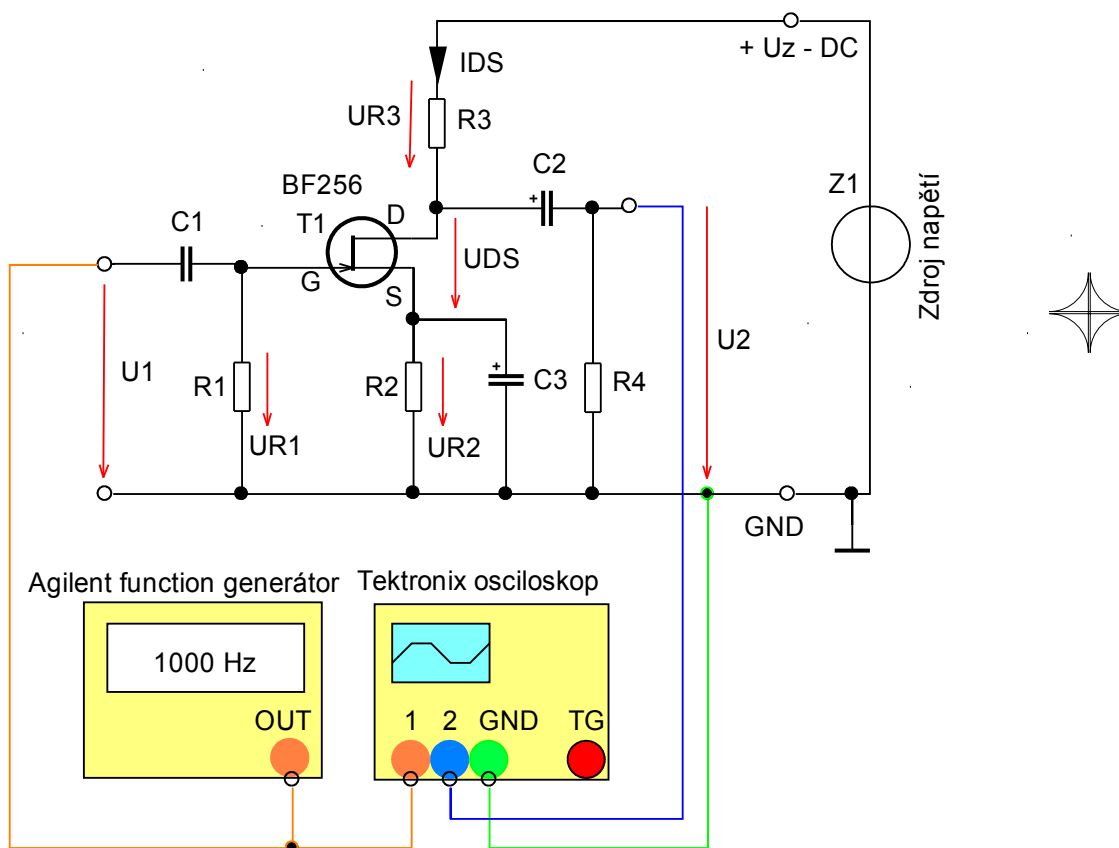 + Uz - DC
IDS
UR3
R3
C2
BF256
Z1
Zdroj napětí
C1
T1
D
UDS
G
S
U2
U1
R1
R2
C3
R4
UR1
UR2
GND
Agilent function generátor
Tektronix osciloskop
1000 Hz
OUT
1 2 GND TG
+
+